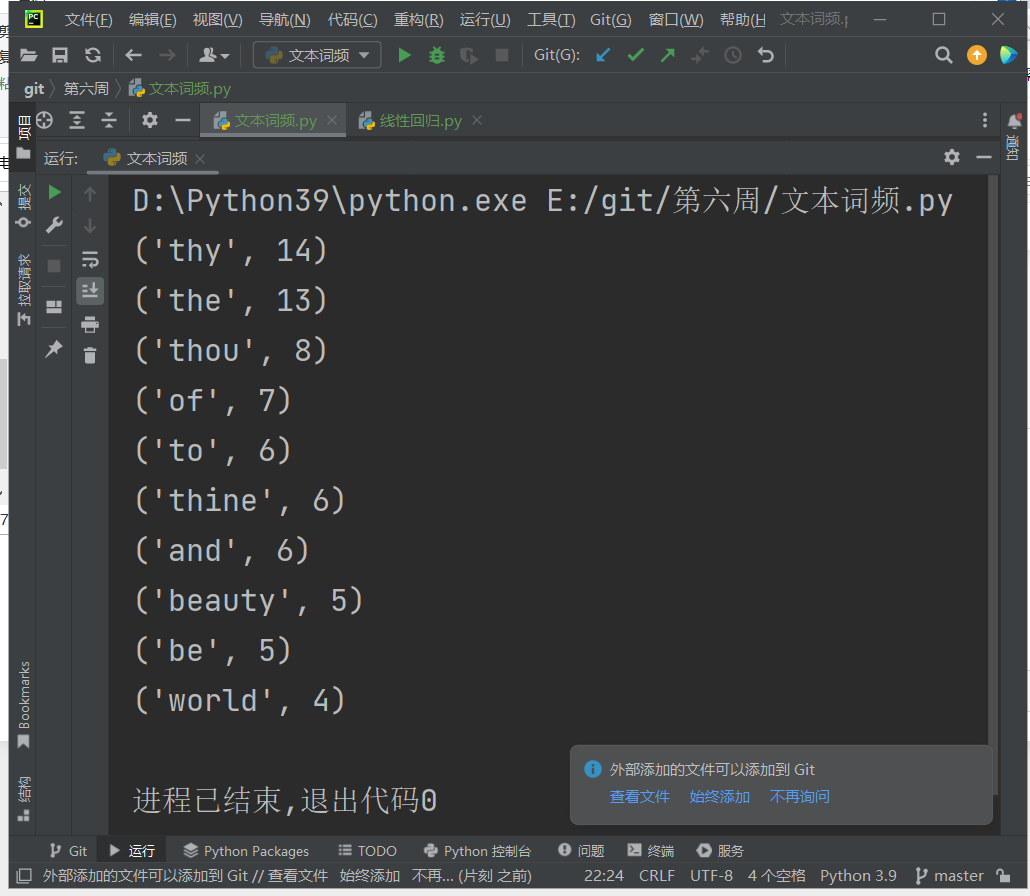 文件(F) 编辑(E) 视图(V) 导航(N) 代码(C) 重构(R) 运行(U) 工具(T) Git(G) 窗口(W) 帮助(H 文本词频.p
文本词频 Git(G):
git 第六周 文本词频.py
项目 文本词频.py 线性回归.py
通知
运行: 文本词频
提交
拉取请求
D:\Python39\python.exe E:/git/第六周/文本词频.py
('thy', 14)
('the', 13)
('thou', 8)
('of', 7)
('to', 6)
('thine', 6)
('and', 6)
('beauty', 5)
('be', 5)
('world', 4)
Bookmarks
结构
进程已结束,退出代码0
外部添加的文件可以添加到 Git
查看文件 始终添加 不再询问
Git 运行 Python Packages TODO Python 控制台 问题 终端 服务
外部添加的文件可以添加到 Git // 查看文件 始终添加 不再... (片刻 之前) 22:24 CRLF UTF-8 4 个空格 Python 3.9 master